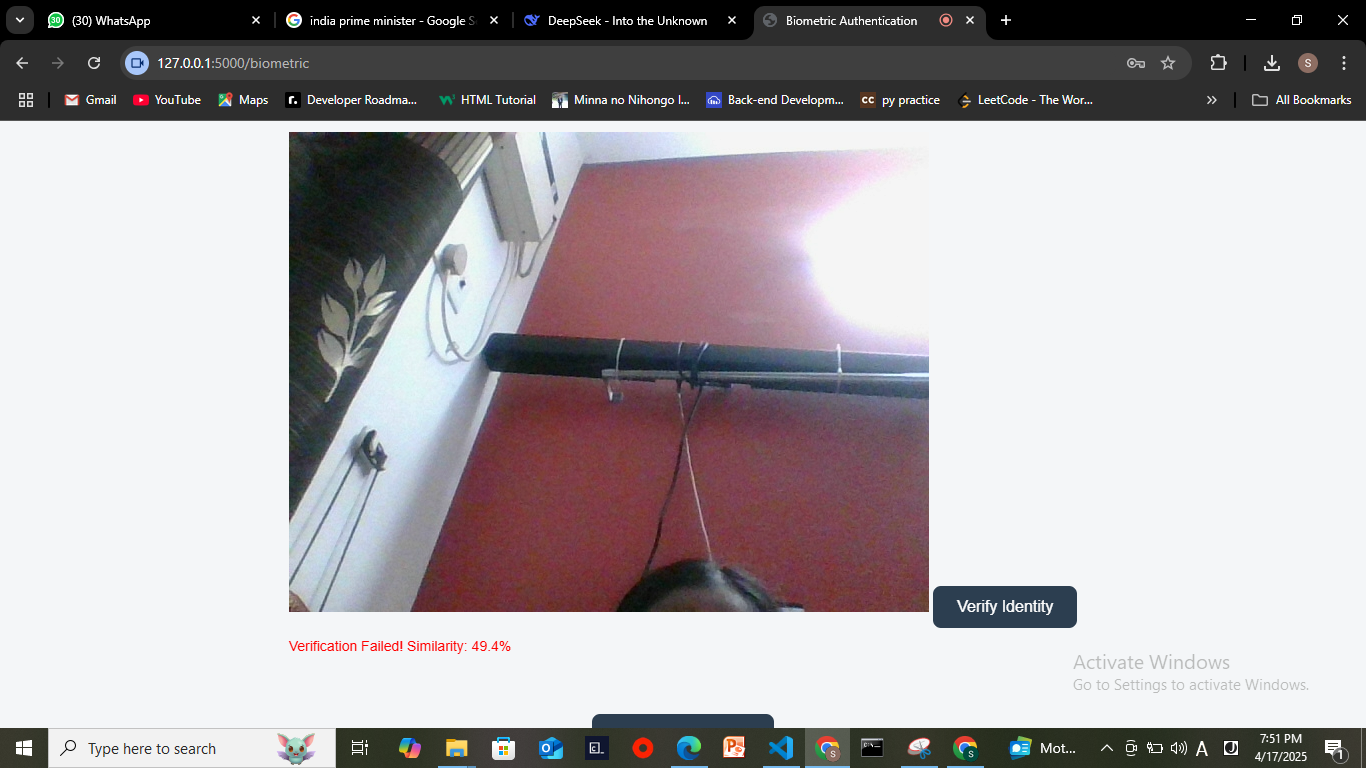 30
(30) WhatsApp
india prime minister - Google S
DeepSeek - Into the Unknown
Biometric Authentication
127.0.0.1:5000/biometric
S
Gmail
YouTube
Maps
r.
Developer Roadma...
HTML Tutorial
Minna no Nihongo I...
Back-end Developm...
CC
py practice
LeetCode - The Wor...
All Bookmarks
Verify Identity
Verification Failed! Similarity: 49.4%
Activate Windows
Go to Settings to activate Windows.
Type here to search
S
S
Mot...
A
7:51 PM
4/17/2025
1